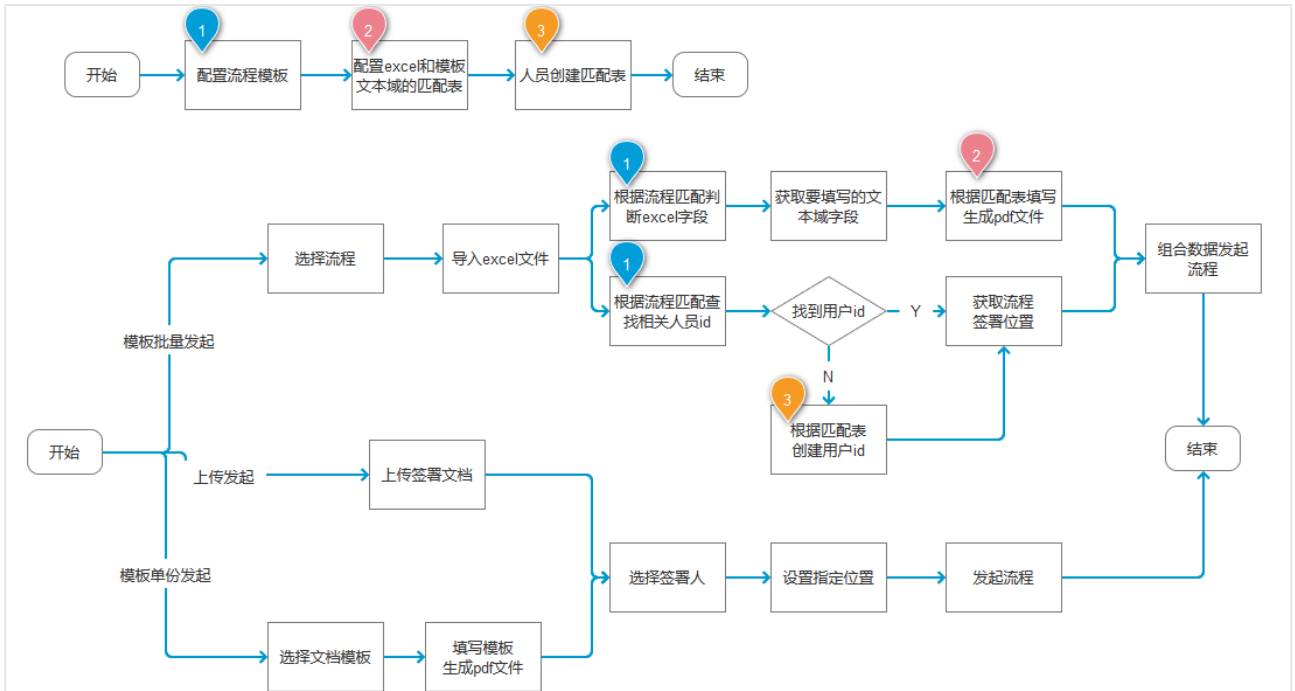 1
2
3
开始
配置流程模板
配置excel和模板
文本域的匹配表
人员创建匹配表
结束
1
2
根据流程匹配判
断excel字段
获取要填写的文
本域字段
根据匹配表填写
生成pdf文件
选择流程
导入excel文件
组合数据发起
流程
1
根据流程匹配查
找相关人员id
找到用户id
Y
获取流程
签署位置
模板批量发起
N
3
根据匹配表
创建用户id
开始
结束
上传发起
上传签署文档
模板单份发起
选择签署人
设置指定位置
发起流程
选择文档模板
填写模板
生成pdf文件